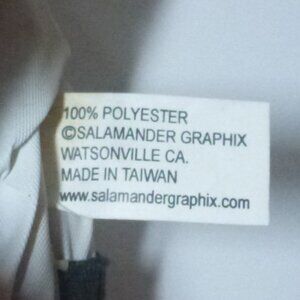 100% POLYESTER
©SALAMANDER GRAPHIX
WATSONVILLE CA.
MADE IN TAIWAN
www.salamandergraphix.com